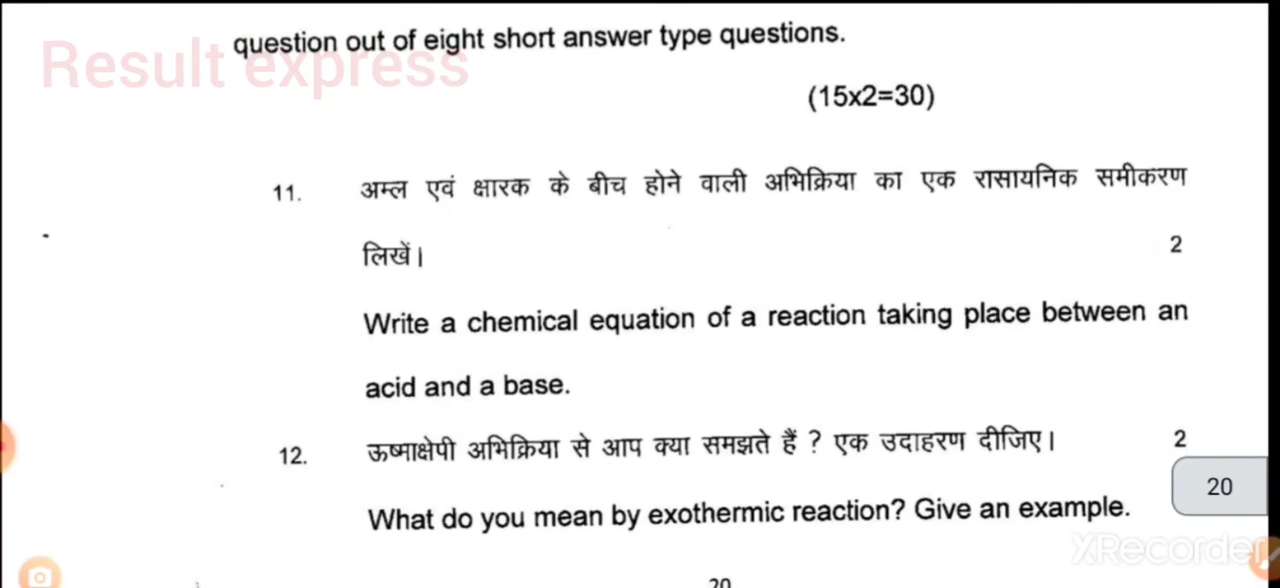 question out of eight short answer type questions.
Result express
(15x2=30)
11. अम्ल एवं क्षारक के बीच होने वाली अभिक्रिया का एक रासायनिक समीकरण
लिखें। 2
Write a chemical equation of a reaction taking place between an
acid and a base.
12. ऊष्माक्षेपी अभिक्रिया से आप क्या समझते हैं ? एक उदाहरण दीजिए। 2
20
What do you mean by exothermic reaction? Give an example.
XRecorder
20